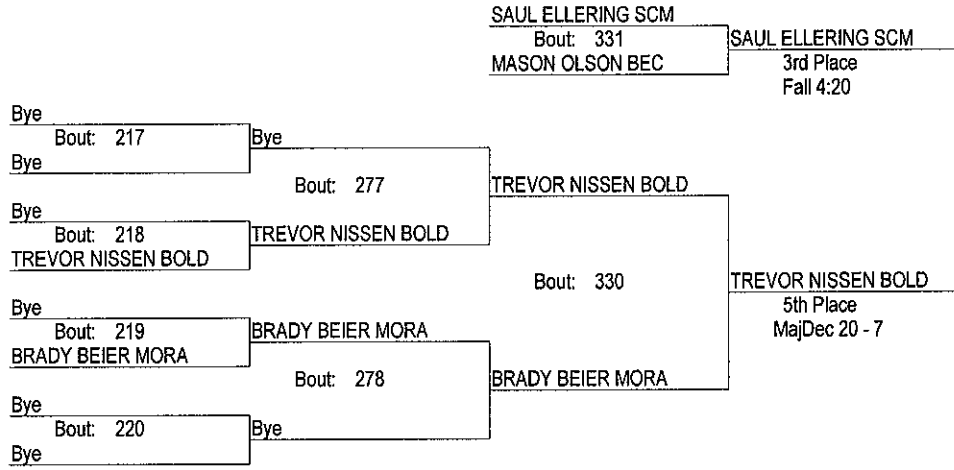 SAUL ELLERING SCM
Bout: 331
MASON OLSON BEC
SAUL ELLERING SCM
3rd Place
Fall 4:20
Bye
Bout: 217
Bye
Bye
Bout: 277
Bye
Bout: 218
TREVOR NISSEN BOLD
TREVOR NISSEN BOLD
TREVOR NISSEN BOLD
Bout: 330
TREVOR NISSEN BOLD
5th Place
MajDec 20 - 7
Bye
Bout: 219
BRADY BEIER MORA
BRADY BEIER MORA
Bout: 278
BRADY BEIER MORA
Bye
Bout: 220
Bye
Bye